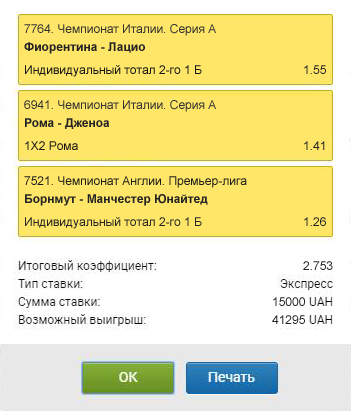 7764. Чемпионат Италии. Серия А
Фиорентина - Лацио
Индивидуальный тотал 2-го 1 Б 1.55
6941. Чемпионат Италии. Серия А
Рома - Дженоа
1X2 Рома 1.41
7521. Чемпионат Англии. Премьер-лига
Борнмут - Манчестер Юнайтед
Индивидуальный тотал 2-го 1 Б 1.26
Итоговый коэффициент: 2.753
Тип ставки: Экспресс
Сумма ставки: 15000 UAH
Возможный выигрыш: 41295 UAH
OK Печать